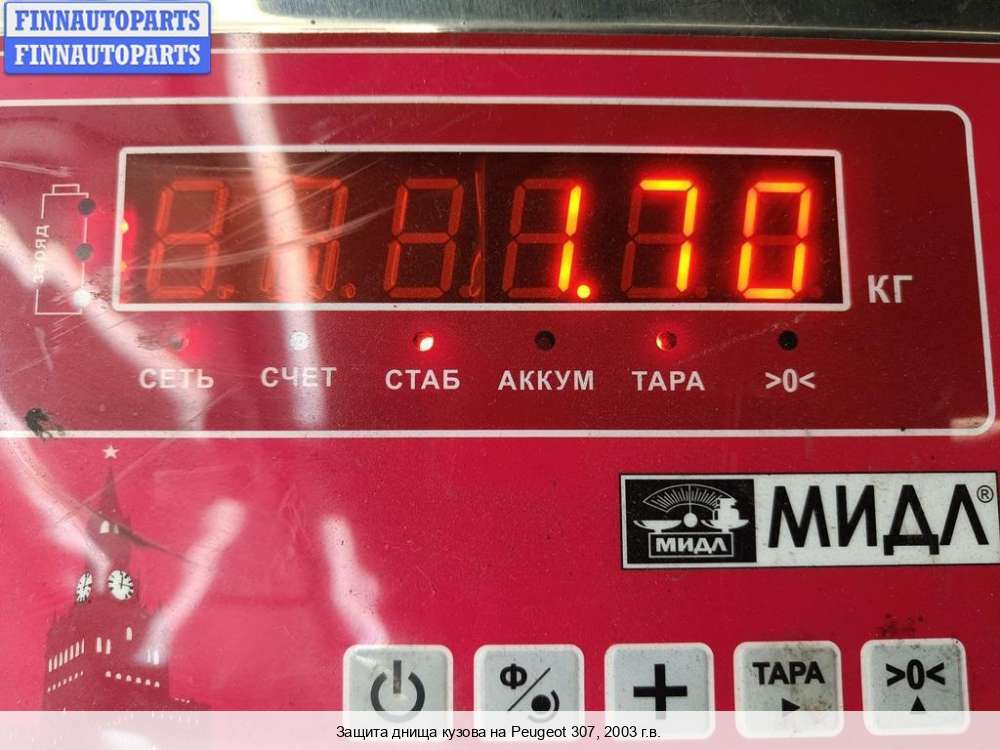 FINNAUTOPARTS
FINNAUTOPARTS
1.70
КГ
заряд
СЕТЬ СЧЕТ СТАБ АККУМ ТАРА >0<
МИДЛ МИДЛ®
Ф/ + ТАРА >0<
Защита днища кузова на Peugeot 307, 2003 г.в.